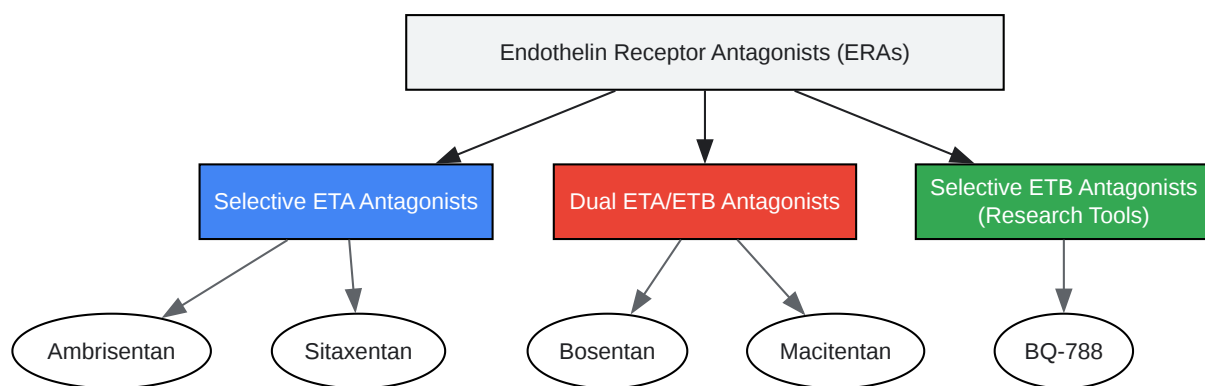 Endothelin Receptor Antagonists (ERAs)
Selective ETA Antagonists
Dual ETA/ETB Antagonists
Selective ETB Antagonists
(Research Tools)
Ambrisentan
Sitaxentan
Bosentan
Macitentan
BQ-788